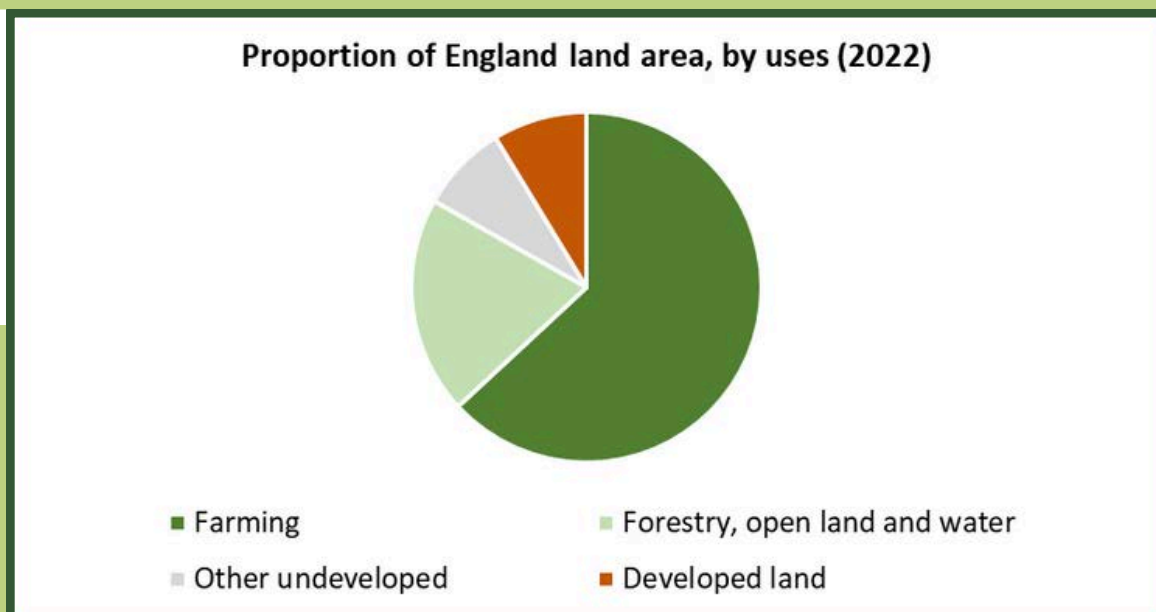 Proportion of England land area, by uses (2022)
Farming
Forestry, open land and water
Other undeveloped
Developed land